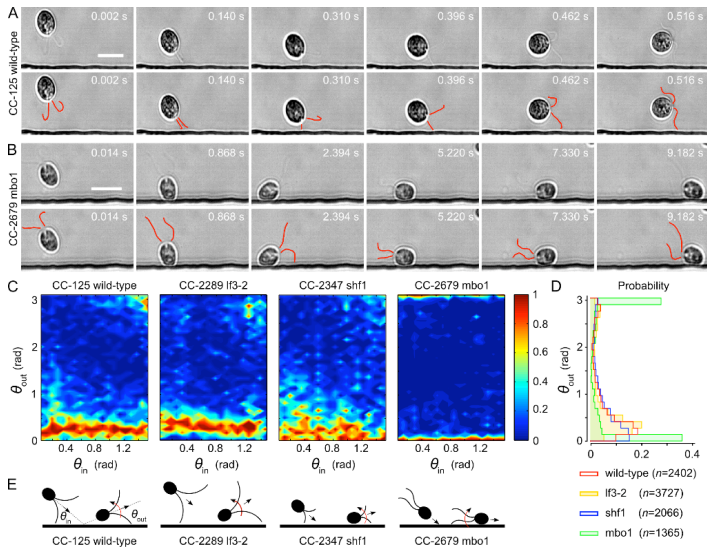 A
CC-125 wild-type
0.002 s
0.140 s
0.310 s
0.396 s
0.462 s
0.516 s
0.002 s
0.140 s
0.310 s
0.396 s
0.462 s
0.516 s
B
CC-2679 mbo1
0.014 s
0.868 s
2.394 s
5.220 s
7.330 s
9.182 s
0.014 s
0.868 s
2.394 s
5.220 s
7.330 s
9.182 s
C
CC-125 wild-type
CC-2289 lf3-2
CC-2347 shf1
CC-2679 mbo1
θout (rad)
3
2
1
0
0.4 0.8 1.2
0.4 0.8 1.2
0.4 0.8 1.2
0.4 0.8 1.2
θin (rad)
θin (rad)
θin (rad)
θin (rad)
1
0.8
0.6
0.4
0.2
0
D
Probability
θout (rad)
3
2
1
0
0 0.2 0.4
wild-type (n=2402)
lf3-2 (n=3727)
shf1 (n=2066)
mbo1 (n=1365)
E
θin
θout
CC-125 wild-type
CC-2289 lf3-2
CC-2347 shf1
CC-2679 mbo1